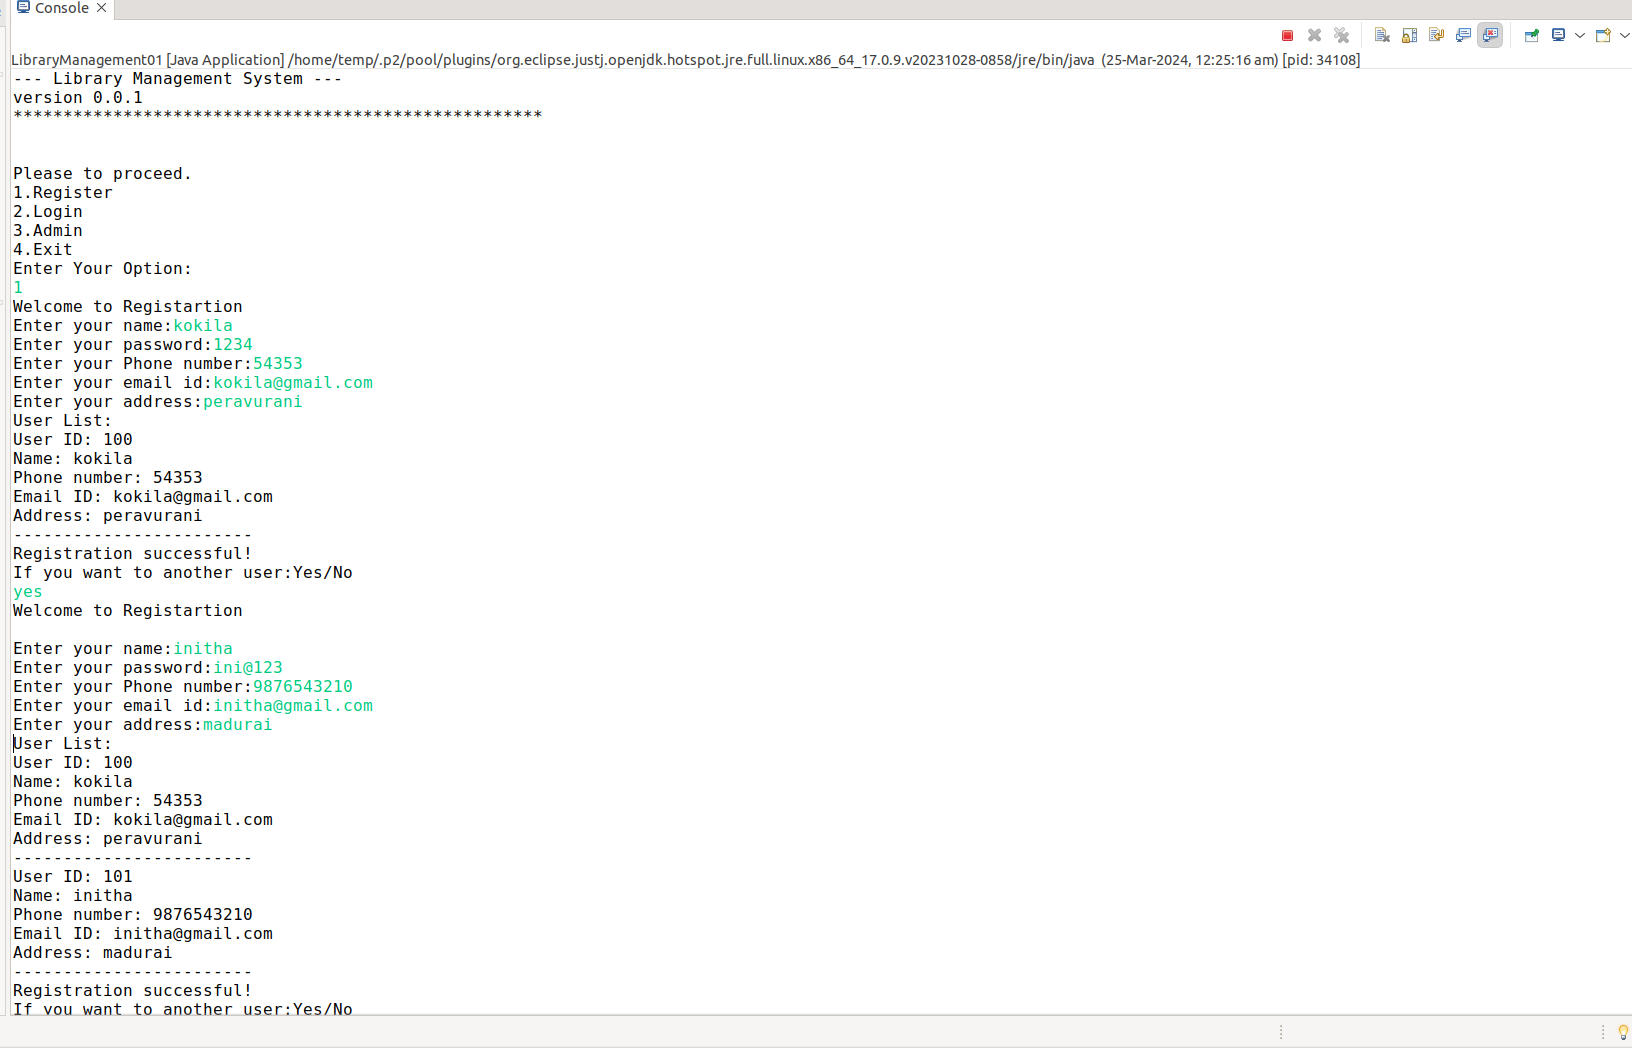 Console
LibraryManagement01 [Java Application] /home/temp/.p2/pool/plugins/org.eclipse.justj.openjdk.hotspot.jre.full.linux.x86_64_17.0.9.v20231028-0858/jre/bin/java (25-Mar-2024, 12:25:16 am) [pid: 34108]
--- Library Management System ---
version 0.0.1
*****************************************************
Please to proceed.
1.Register
2.Login
3.Admin
4.Exit
Enter Your Option:
1
Welcome to Registartion
Enter your name:kokila
Enter your password:1234
Enter your Phone number:54353
Enter your email id:kokila@gmail.com
Enter your address:peravurani
User List:
User ID: 100
Name: kokila
Phone number: 54353
Email ID: kokila@gmail.com
Address: peravurani
------------------------
Registration successful!
If you want to another user:Yes/No
yes
Welcome to Registartion
Enter your name:initha
Enter your password:ini@123
Enter your Phone number:9876543210
Enter your email id:initha@gmail.com
Enter your address:madurai
User List:
User ID: 100
Name: kokila
Phone number: 54353
Email ID: kokila@gmail.com
Address: peravurani
------------------------
User ID: 101
Name: initha
Phone number: 9876543210
Email ID: initha@gmail.com
Address: madurai
------------------------
Registration successful!
If you want to another user:Yes/No